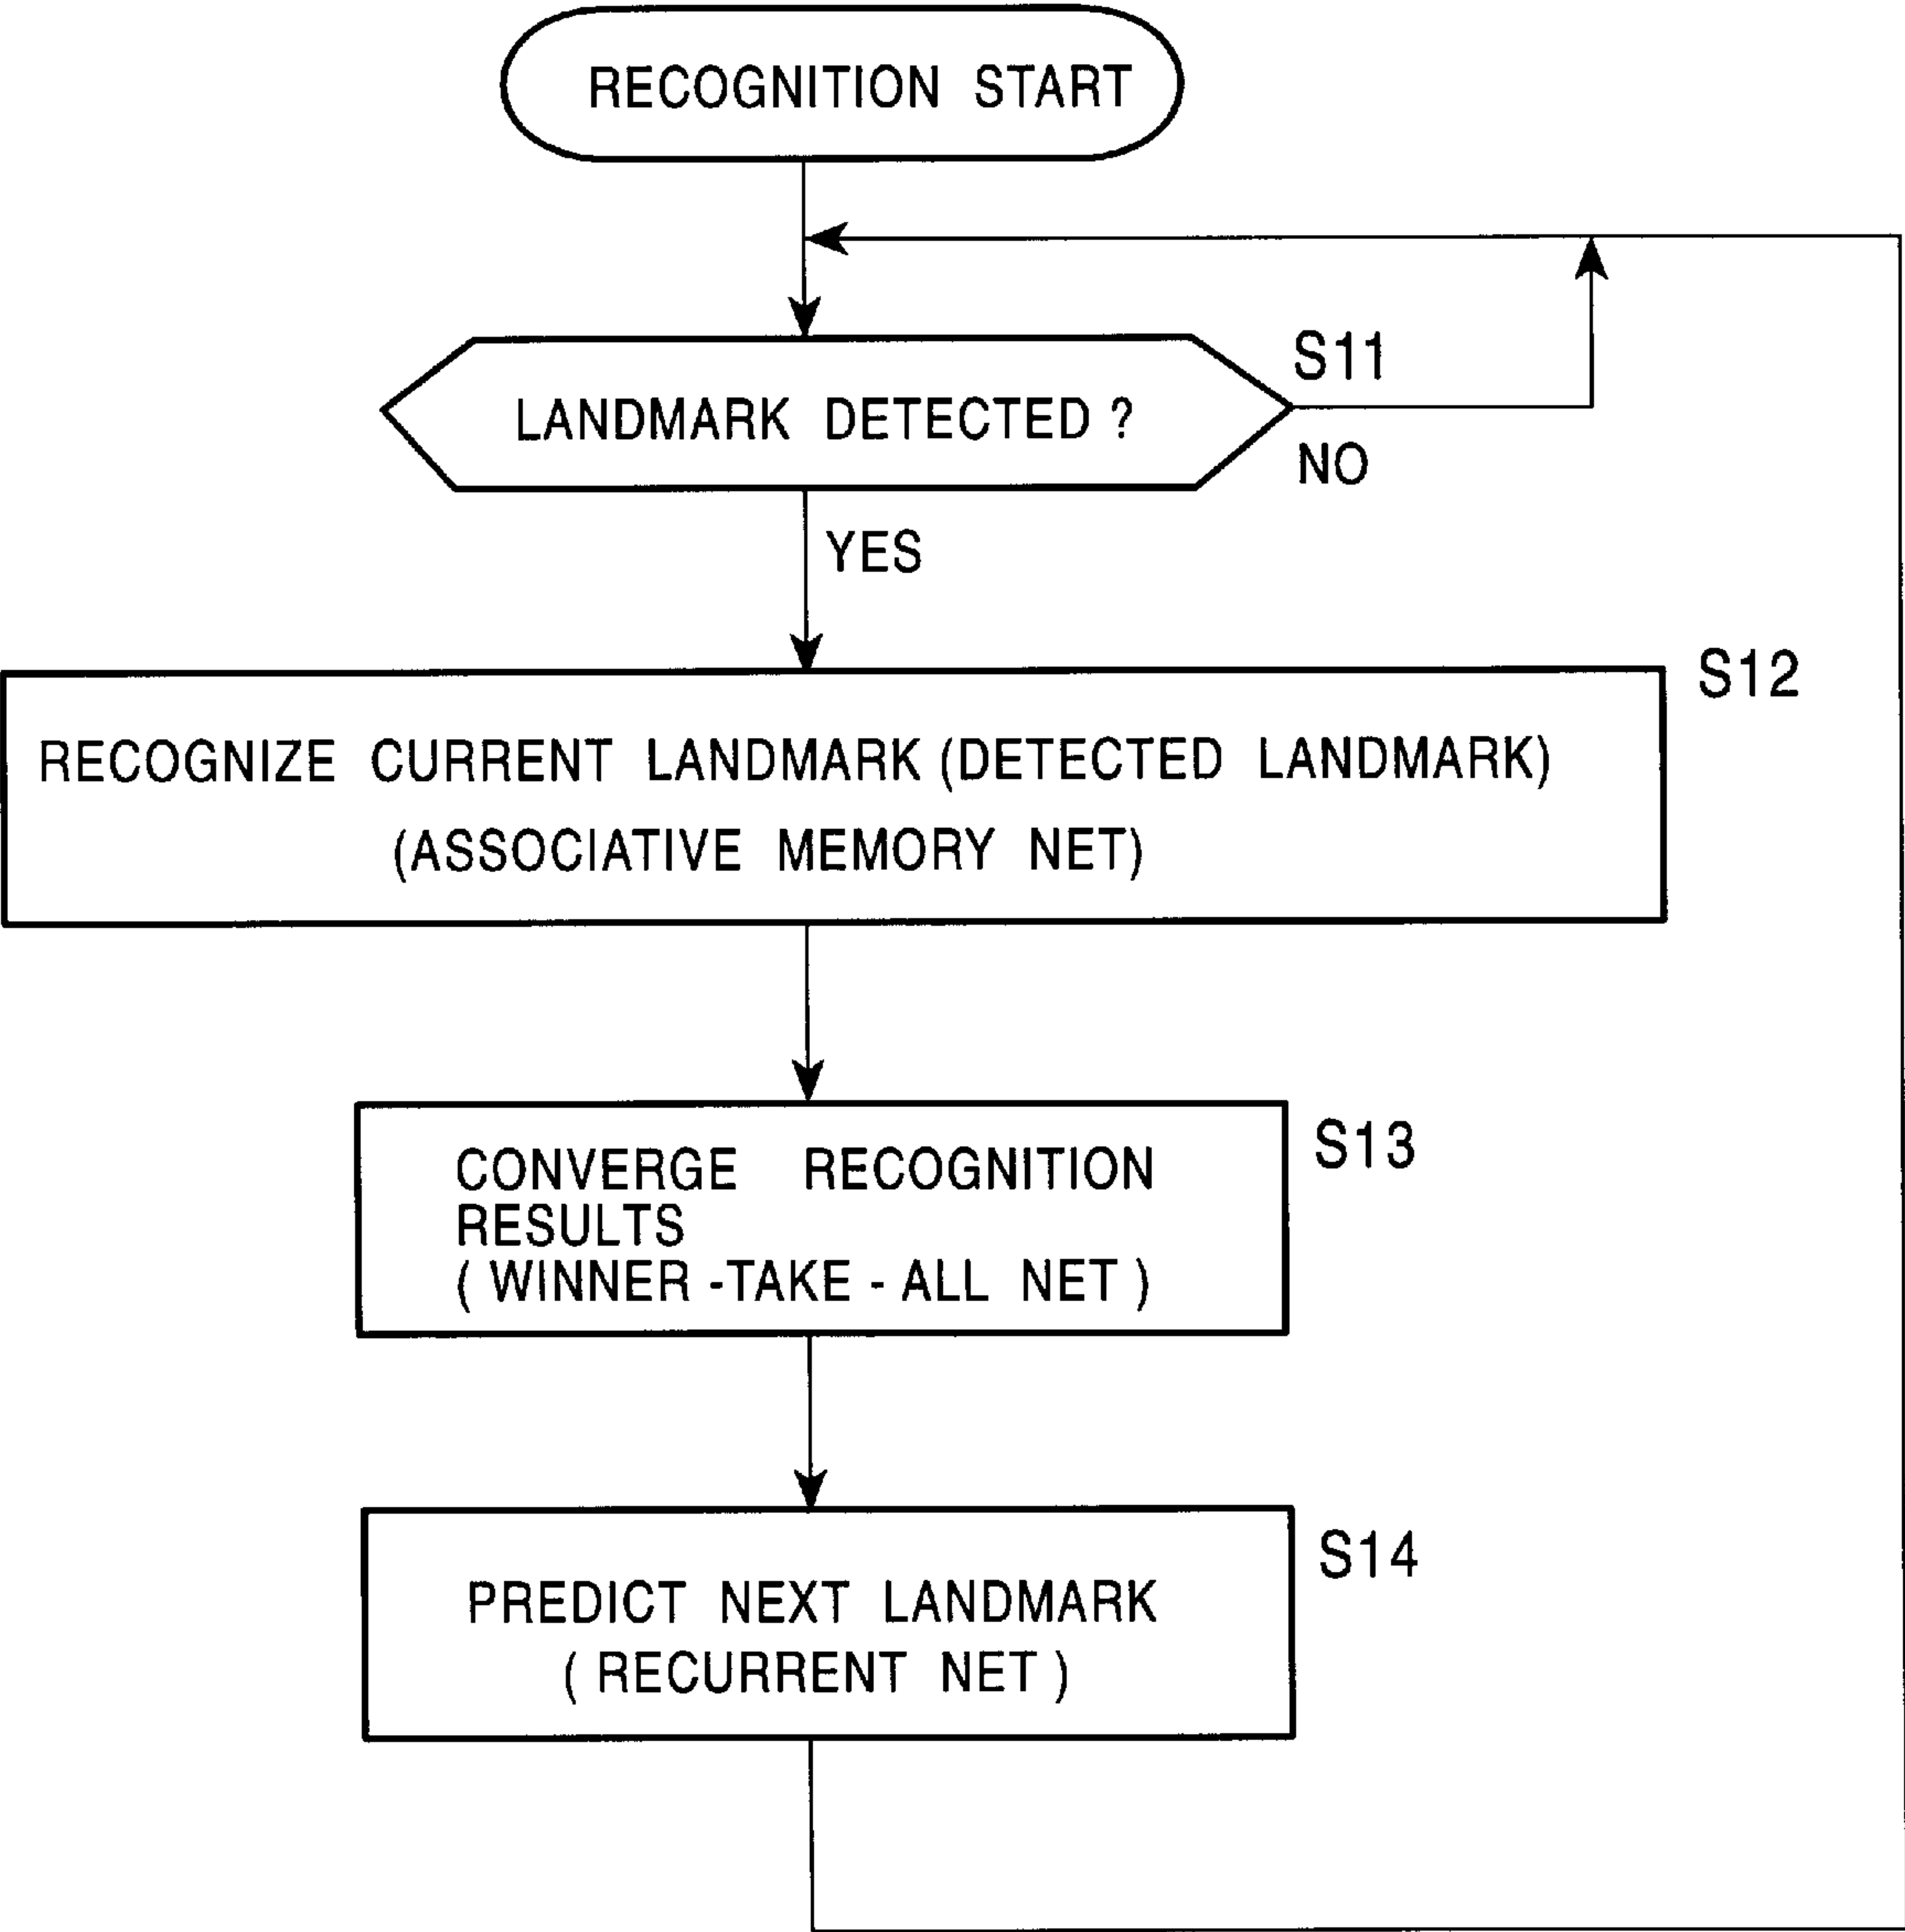 RECOGNITION START
S11
LANDMARK DETECTED ?
NO
YES
S12
RECOGNIZE CURRENT LANDMARK (DETECTED LANDMARK)
(ASSOCIATIVE MEMORY NET)
S13
CONVERGE RECOGNITION
RESULTS
( WINNER -TAKE - ALL NET )
S14
PREDICT NEXT LANDMARK
( RECURRENT NET )